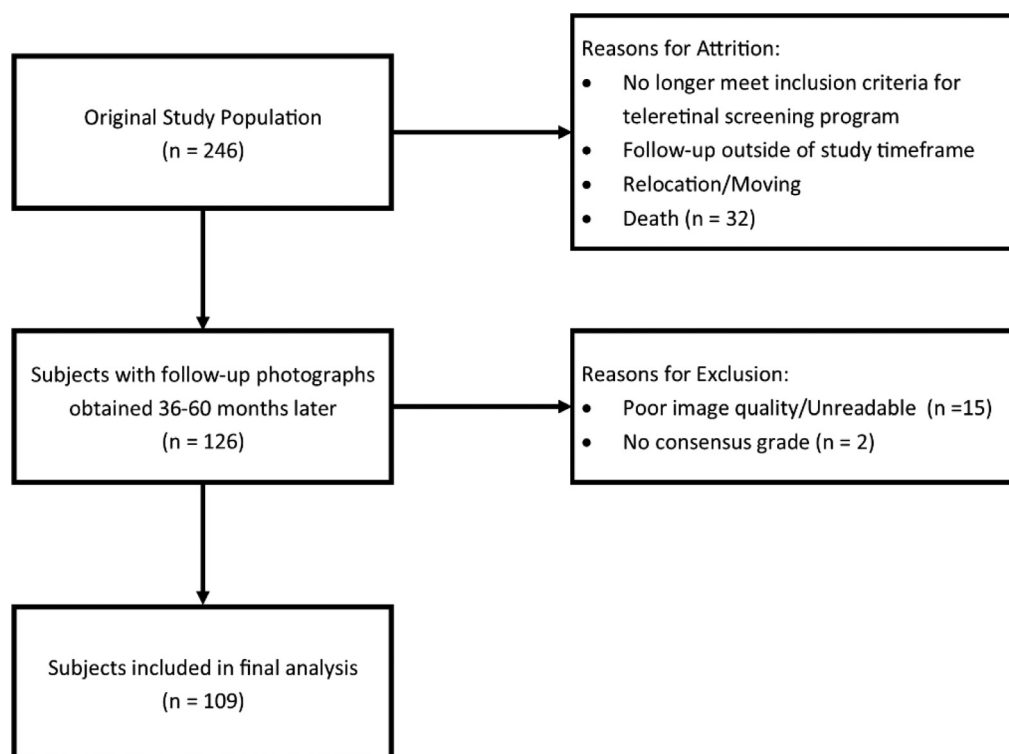 Original Study Population
(n = 246)
Reasons for Attrition:
• No longer meet inclusion criteria for
teleretinal screening program
• Follow-up outside of study timeframe
• Relocation/Moving
• Death (n = 32)
Subjects with follow-up photographs
obtained 36-60 months later
(n = 126)
Reasons for Exclusion:
• Poor image quality/Unreadable (n =15)
• No consensus grade (n = 2)
Subjects included in final analysis
(n = 109)